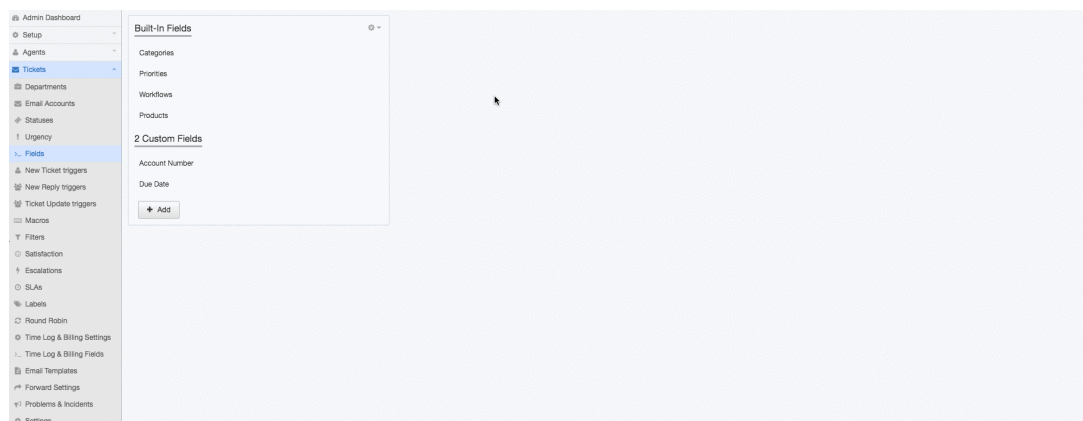 Admin Dashboard
Setup
Agents
Tickets
Departments
Email Accounts
Statuses
Urgency
Fields
New Ticket triggers
New Reply triggers
Ticket Update triggers
Macros
Filters
Satisfaction
Escalations
SLAs
Labels
Round Robin
Time Log & Billing Settings
Time Log & Billing Fields
Email Templates
Forward Settings
Problems & Incidents
Settings
Built-In Fields
Categories
Priorities
Workflows
Products
2 Custom Fields
Account Number
Due Date
+ Add